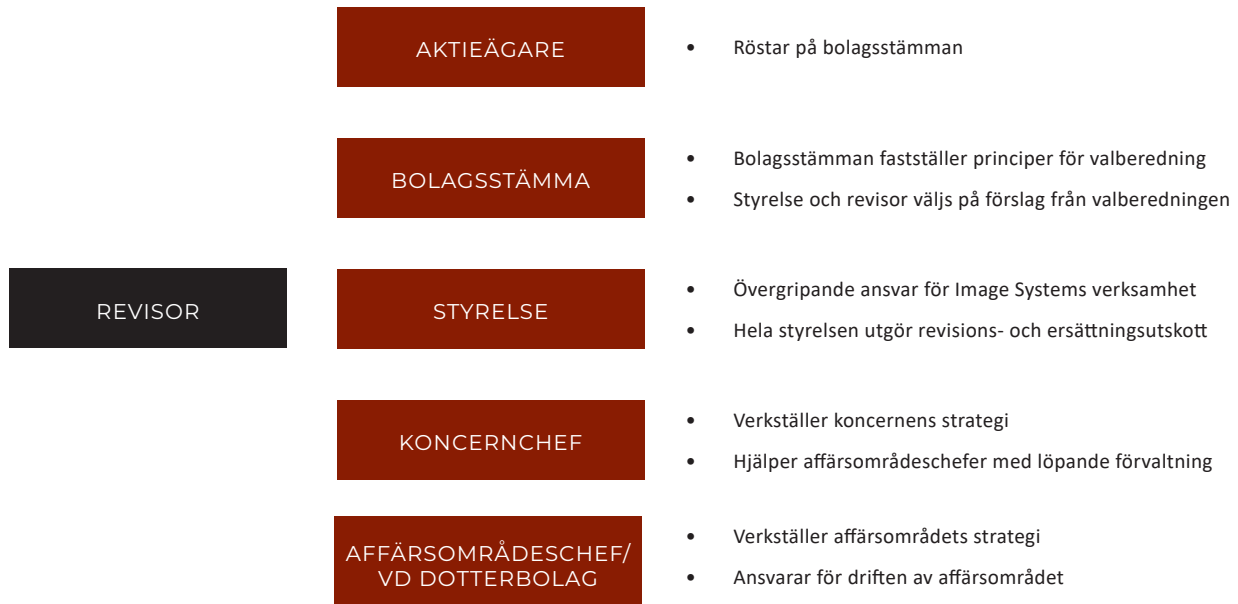 AKTIEÄGARE
• Röstar på bolagsstämman
BOLAGSSTÄMMA
• Bolagsstämman fastställer principer för valberedning
• Styrelse och revisor väljs på förslag från valberedningen
REVISOR
STYRELSE
• Övergripande ansvar för Image Systems verksamhet
• Hela styrelsen utgör revisions- och ersättningsutskott
KONCERNCHEF
• Verkställer koncernens strategi
• Hjälper affärsområdeschefer med löpande förvaltning
AFFÄRSOMRÅDESCHEF/
VD DOTTERBOLAG
• Verkställer affärsområdets strategi
• Ansvarar för driften av affärsområdet